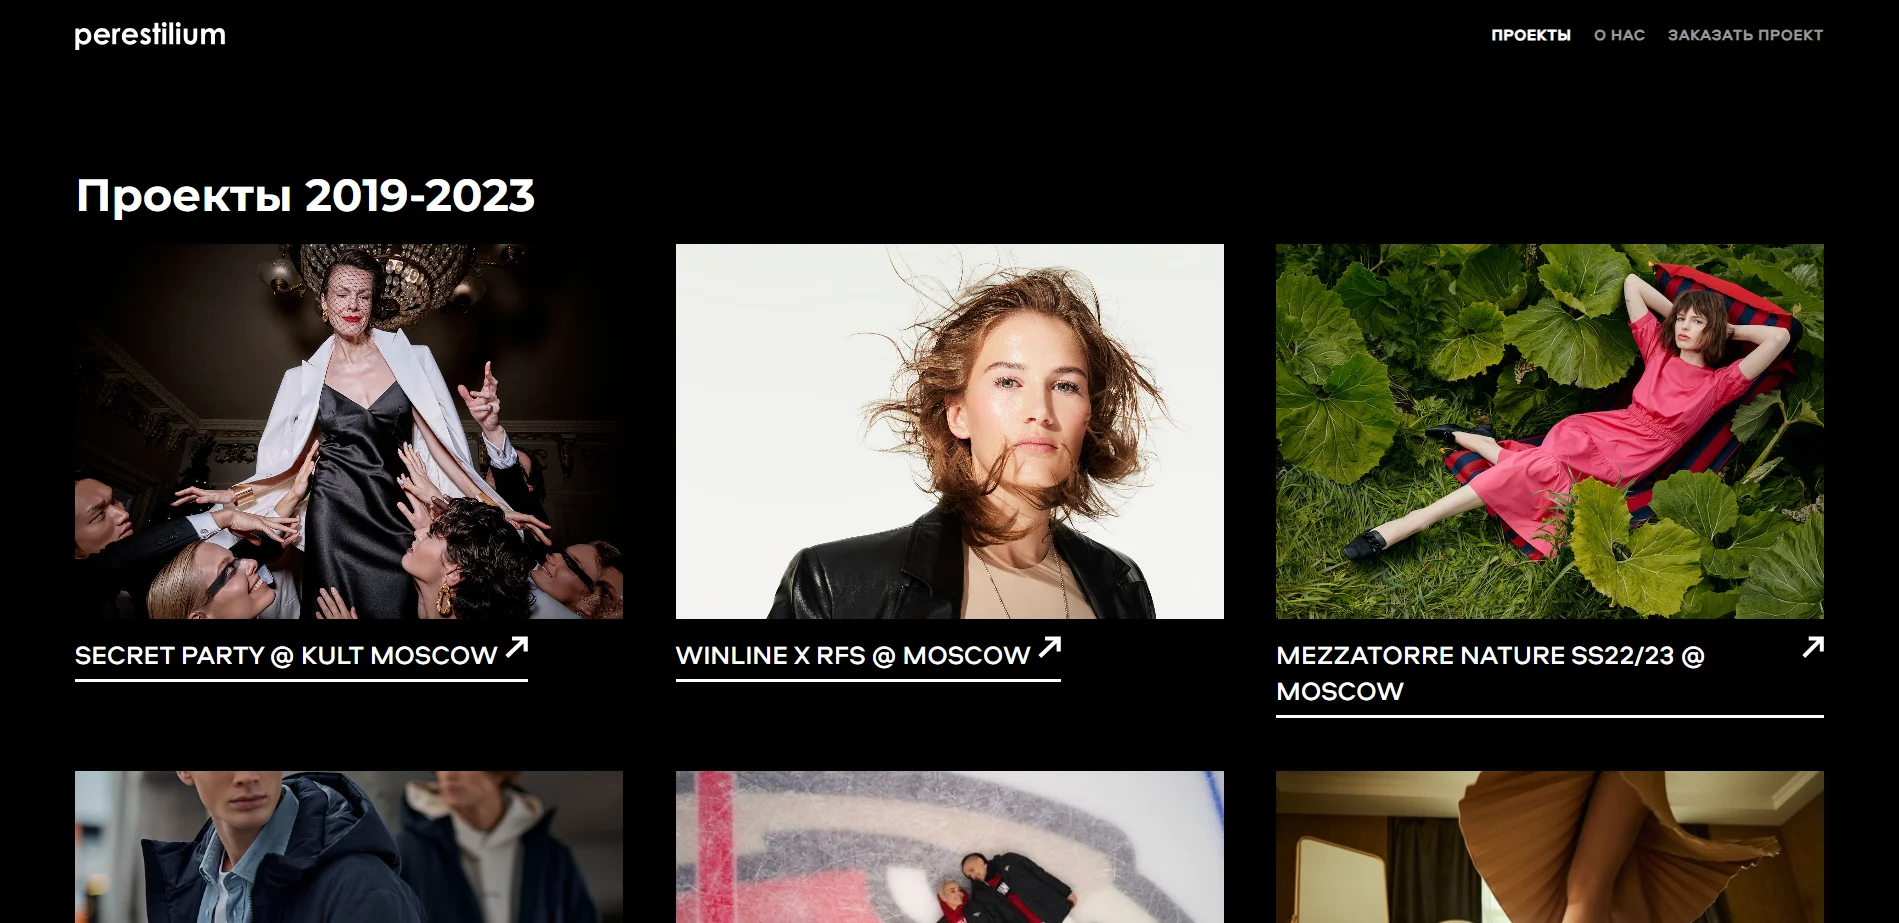 perestilium
ПРОЕКТЫ О НАС ЗАКАЗАТЬ ПРОЕКТ
Проекты 2019-2023
SECRET PARTY @ KULT MOSCOW
WINLINE X RFS @ MOSCOW
MEZZATORRE NATURE SS22/23 @
MOSCOW